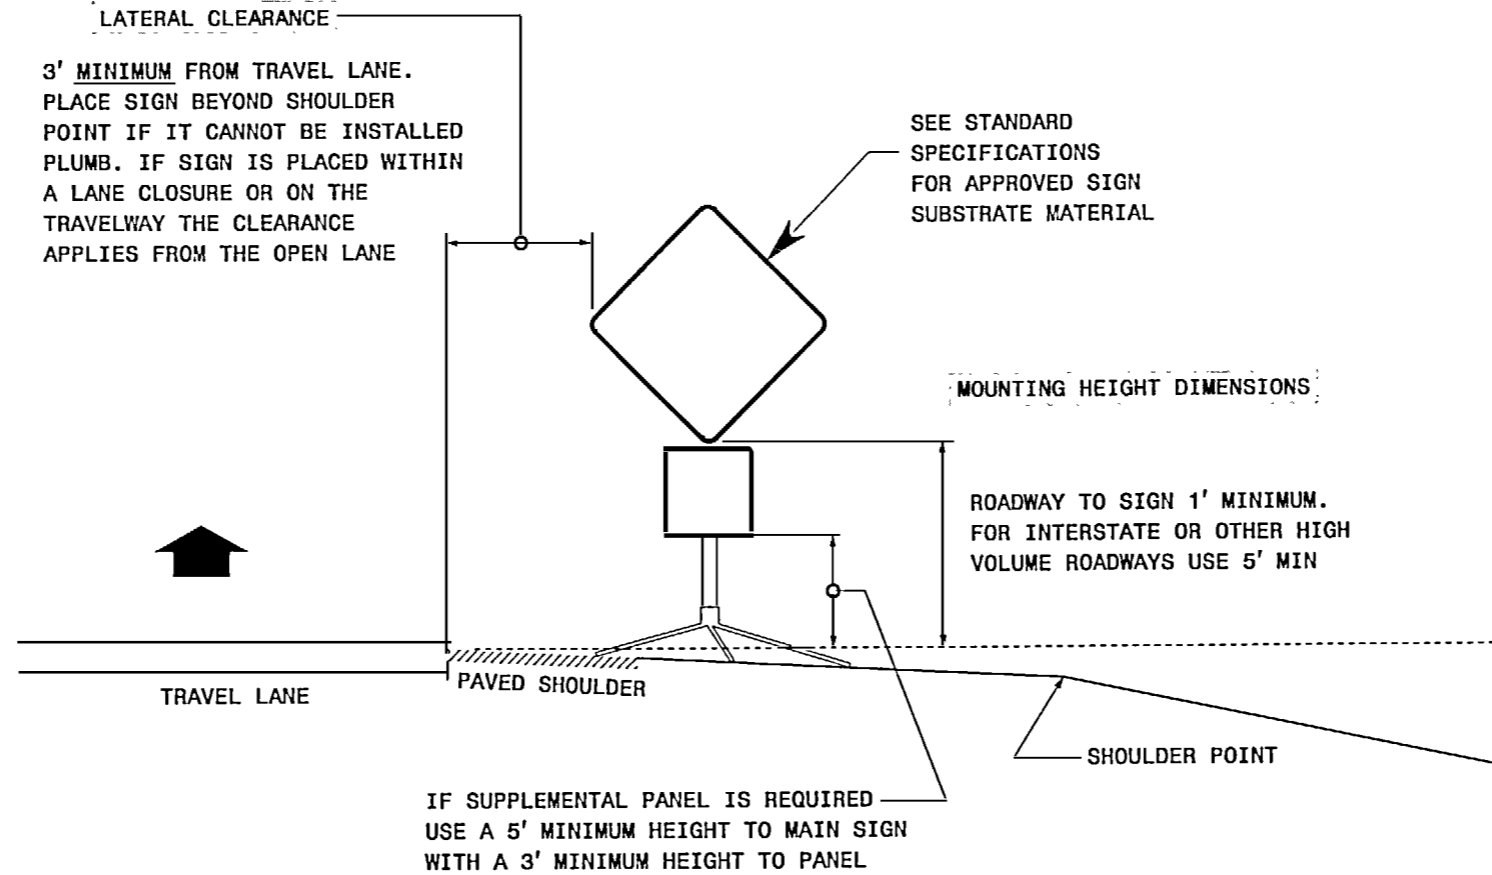 LATERAL CLEARANCE
3' MINIMUM FROM TRAVEL LANE.
PLACE SIGN BEYOND SHOULDER
POINT IF IT CANNOT BE INSTALLED
PLUMB. IF SIGN IS PLACED WITHIN
A LANE CLOSURE OR ON THE
TRAVELWAY THE CLEARANCE
APPLIES FROM THE OPEN LANE
SEE STANDARD
SPECIFICATIONS
FOR APPROVED SIGN
SUBSTRATE MATERIAL
MOUNTING HEIGHT DIMENSIONS
ROADWAY TO SIGN 1' MINIMUM.
FOR INTERSTATE OR OTHER HIGH
VOLUME ROADWAYS USE 5' MIN
TRAVEL LANE
PAVED SHOULDER
SHOULDER POINT
IF SUPPLEMENTAL PANEL IS REQUIRED
USE A 5' MINIMUM HEIGHT TO MAIN SIGN
WITH A 3' MINIMUM HEIGHT TO PANEL